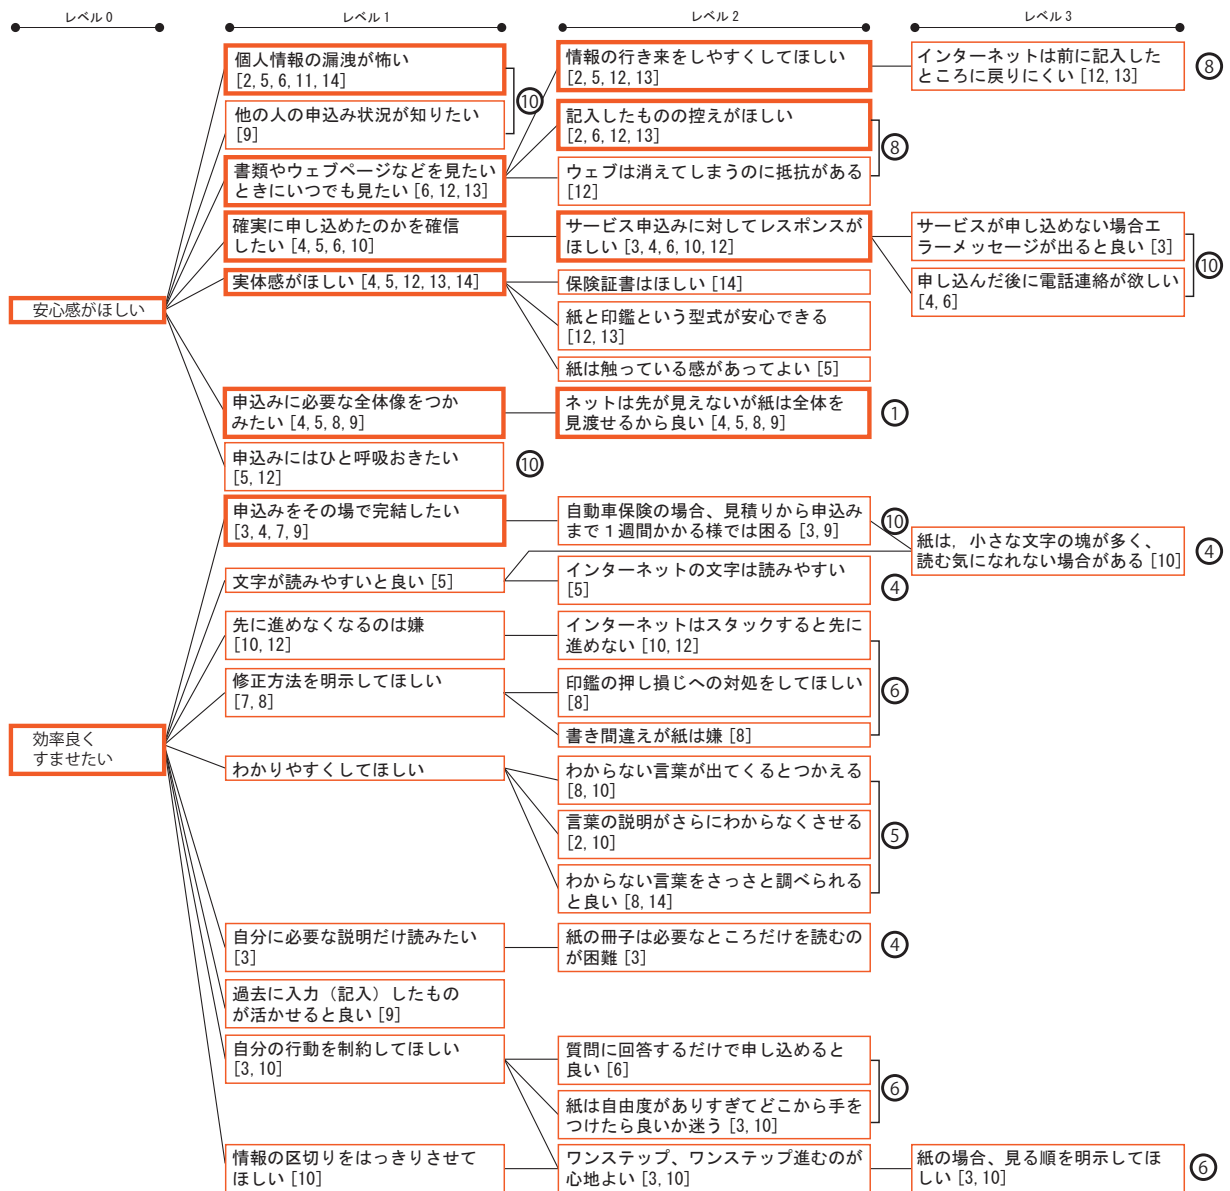 レベル 0
レベル 1
レベル 2
レベル 3
安心感がほしい
個人情報の漏洩が怖い
[2, 5, 6, 11, 14]
他の人の申込み状況が知りたい
[9]
⑩
書類やウェブページなどを見たい
ときにいつでも見たい [6, 12, 13]
情報の行き来をしやすくしてほしい
[2, 5, 12, 13]
インターネットは前に記入した
ところに戻りにくい [12, 13]
⑧
記入したものの控えがほしい
[2, 6, 12, 13]
ウェブは消えてしまうのに抵抗がある
[12]
⑧
確実に申し込めたのかを確信
したい [4, 5, 6, 10]
サービス申込みに対してレスポンスが
ほしい [3, 4, 6, 10, 12]
サービスが申し込めない場合エ
ラーメッセージが出ると良い [3]
申し込んだ後に電話連絡が欲しい
[4, 6]
⑩
実体感がほしい [4, 5, 12, 13, 14]
保険証書はほしい [14]
紙と印鑑という型式が安心できる
[12, 13]
紙は触っている感があってよい [5]
申込みに必要な全体像をつか
みたい [4, 5, 8, 9]
ネットは先が見えないが紙は全体を
見渡せるから良い [4, 5, 8, 9]
①
申込みにはひと呼吸おきたい
[5, 12]
⑩
効率良く
すませたい
申込みをその場で完結したい
[3, 4, 7, 9]
自動車保険の場合、見積りから申込み
まで 1 週間かかる様では困る [3, 9]
⑩
紙は，小さな文字の塊が多く、
読む気になれない場合がある [10]
④
文字が読みやすいと良い [5]
インターネットの文字は読みやすい
[5]
④
先に進めなくなるのは嫌
[10, 12]
インターネットはスタックすると先に
進めない [10, 12]
修正方法を明示してほしい
[7, 8]
印鑑の押し損じへの対処をしてほしい
[8]
書き間違えが紙は嫌 [8]
⑥
わかりやすくしてほしい
わからない言葉が出てくるとつかえる
[8, 10]
言葉の説明がさらにわからなくさせる
[2, 10]
わからない言葉をさっさと調べられる
と良い [8, 14]
⑤
自分に必要な説明だけ読みたい
[3]
紙の冊子は必要なところだけを読むの
が困難 [3]
④
過去に入力（記入）したもの
が活かせると良い [9]
自分の行動を制約してほしい
[3, 10]
質問に回答するだけで申し込めると
良い [6]
紙は自由度がありすぎてどこから手を
つけたら良いか迷う [3, 10]
⑥
情報の区切りをはっきりさせて
ほしい [10]
ワンステップ、ワンステップ進むのが
心地よい [3, 10]
紙の場合、見る順を明示してほ
しい [3, 10]
⑥